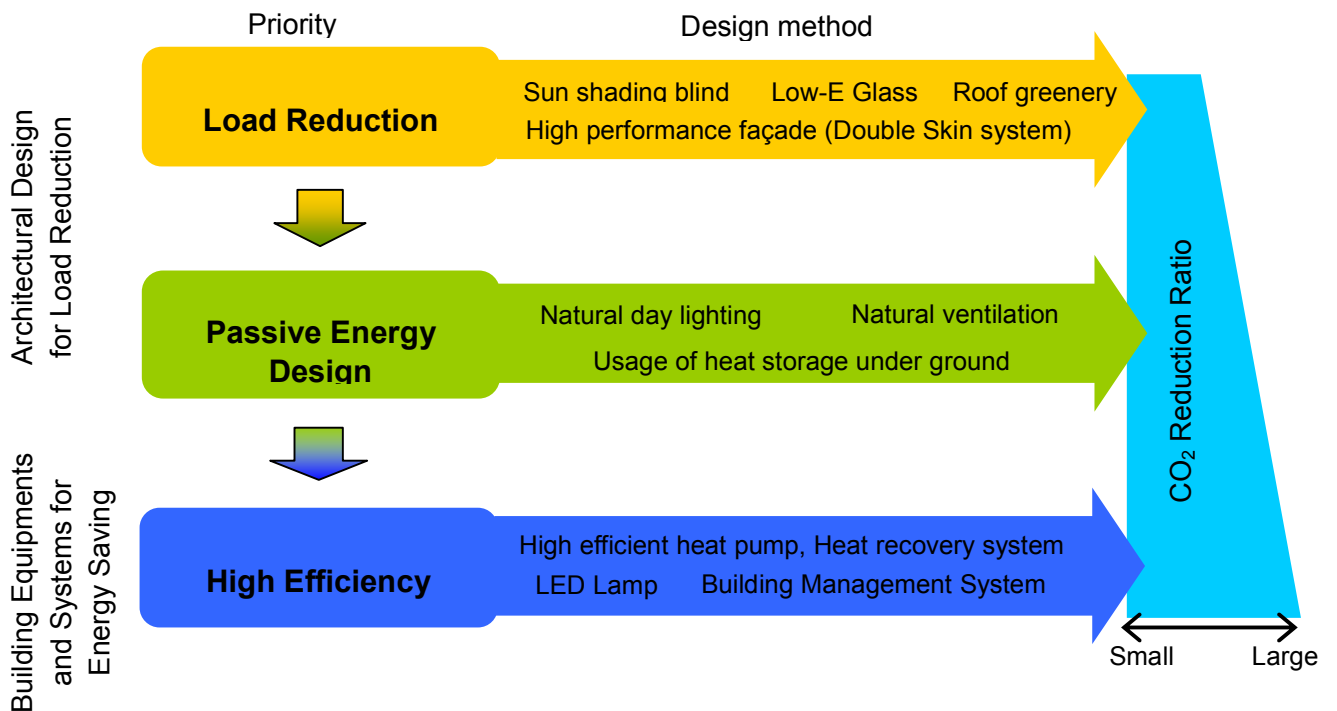 Priority
Design method
Architectural Design
for Load Reduction
Load Reduction
Sun shading blind Low-E Glass Roof greenery
High performance façade (Double Skin system)
Passive Energy
Design
Natural day lighting Natural ventilation
Usage of heat storage under ground
Building Equipments
and Systems for
Energy Saving
High Efficiency
High efficient heat pump, Heat recovery system
LED Lamp Building Management System
CO₂ Reduction Ratio
Small Large